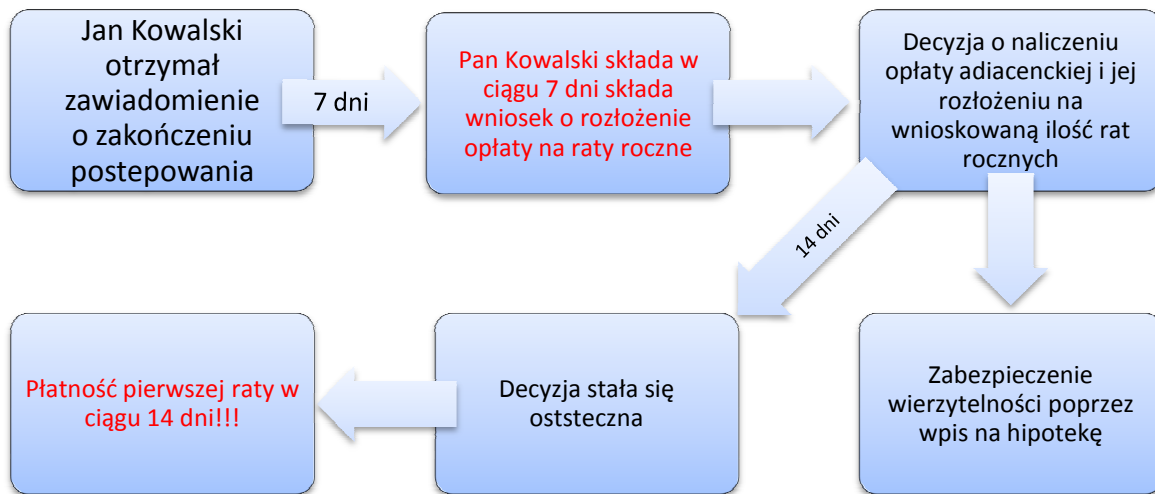 Jan Kowalski
otrzymał
zawiadomienie
o zakończeniu
postepowania
7 dni
Pan Kowalski składa w
ciągu 7 dni składa
wniosek o rozłożenie
opłaty na raty roczne
Decyzja o naliczeniu
opłaty adiacenckiej i jej
rozłożeniu na
wnioskowaną ilość rat
rocznych
14 dni
Płatność pierwszej raty w
ciągu 14 dni!!!
Decyzja stała się
oststeczna
Zabezpieczenie
wierzytelności poprzez
wpis na hipotekę